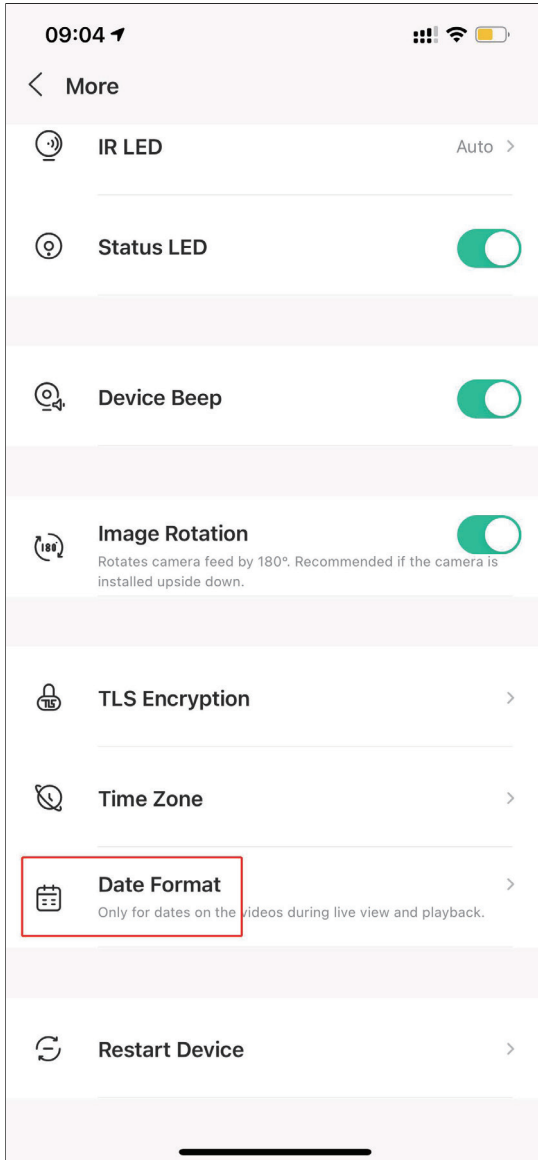 09:04
More
IR LED Auto
Status LED
Device Beep
180°
Image Rotation
Rotates camera feed by 180°. Recommended if the camera is
installed upside down.
TLS
TLS Encryption
Time Zone
Date Format
Only for dates on the videos during live view and playback.
Restart Device